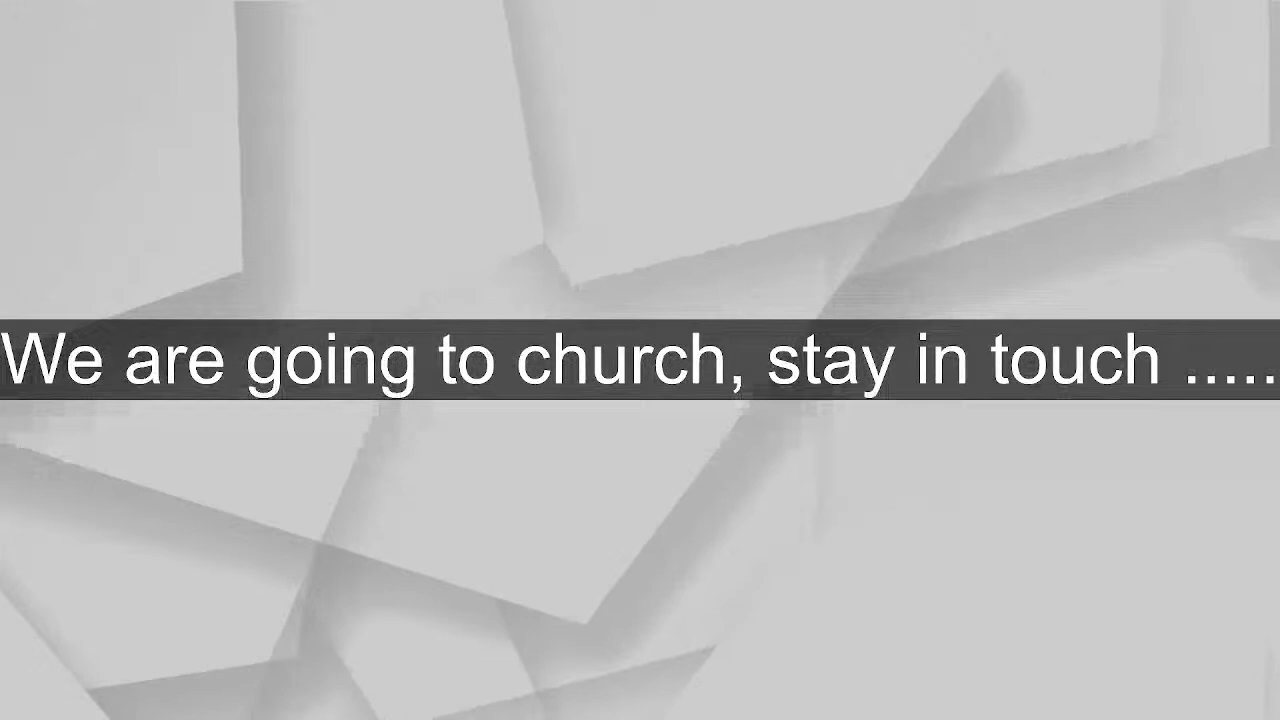 We are going to church, stay in touch .....